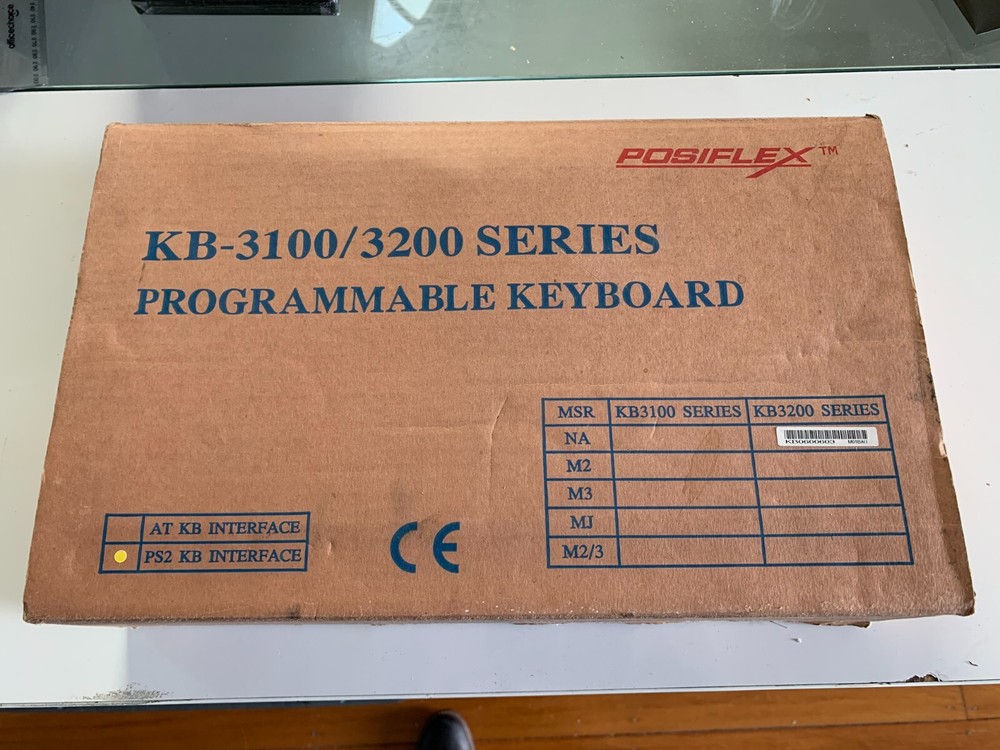 officechoice
POSIFLEX™
KB-3100/3200 SERIES
PROGRAMMABLE KEYBOARD
MSR KB3100 SERIES KB3200 SERIES
NA
M2
M3
MJ
M2/3
AT KB INTERFACE
PS2 KB INTERFACE
CE